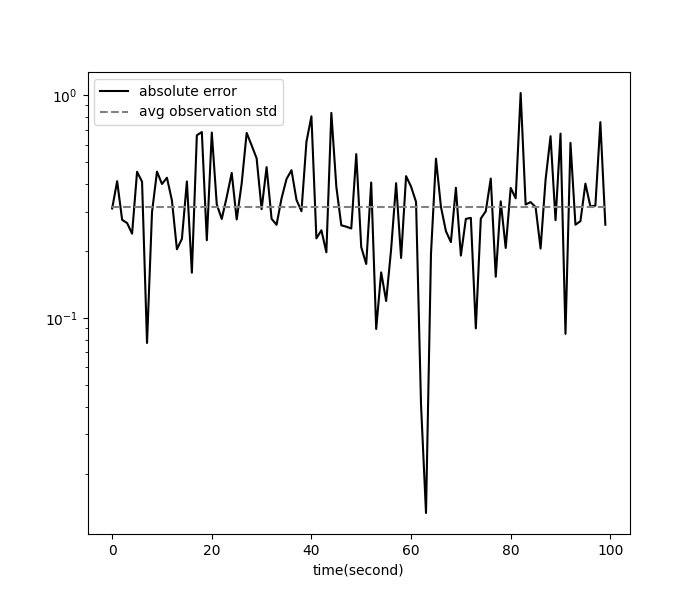 absolute error
avg observation std
10⁰
10⁻¹
0 20 40 60 80 100
time(second)